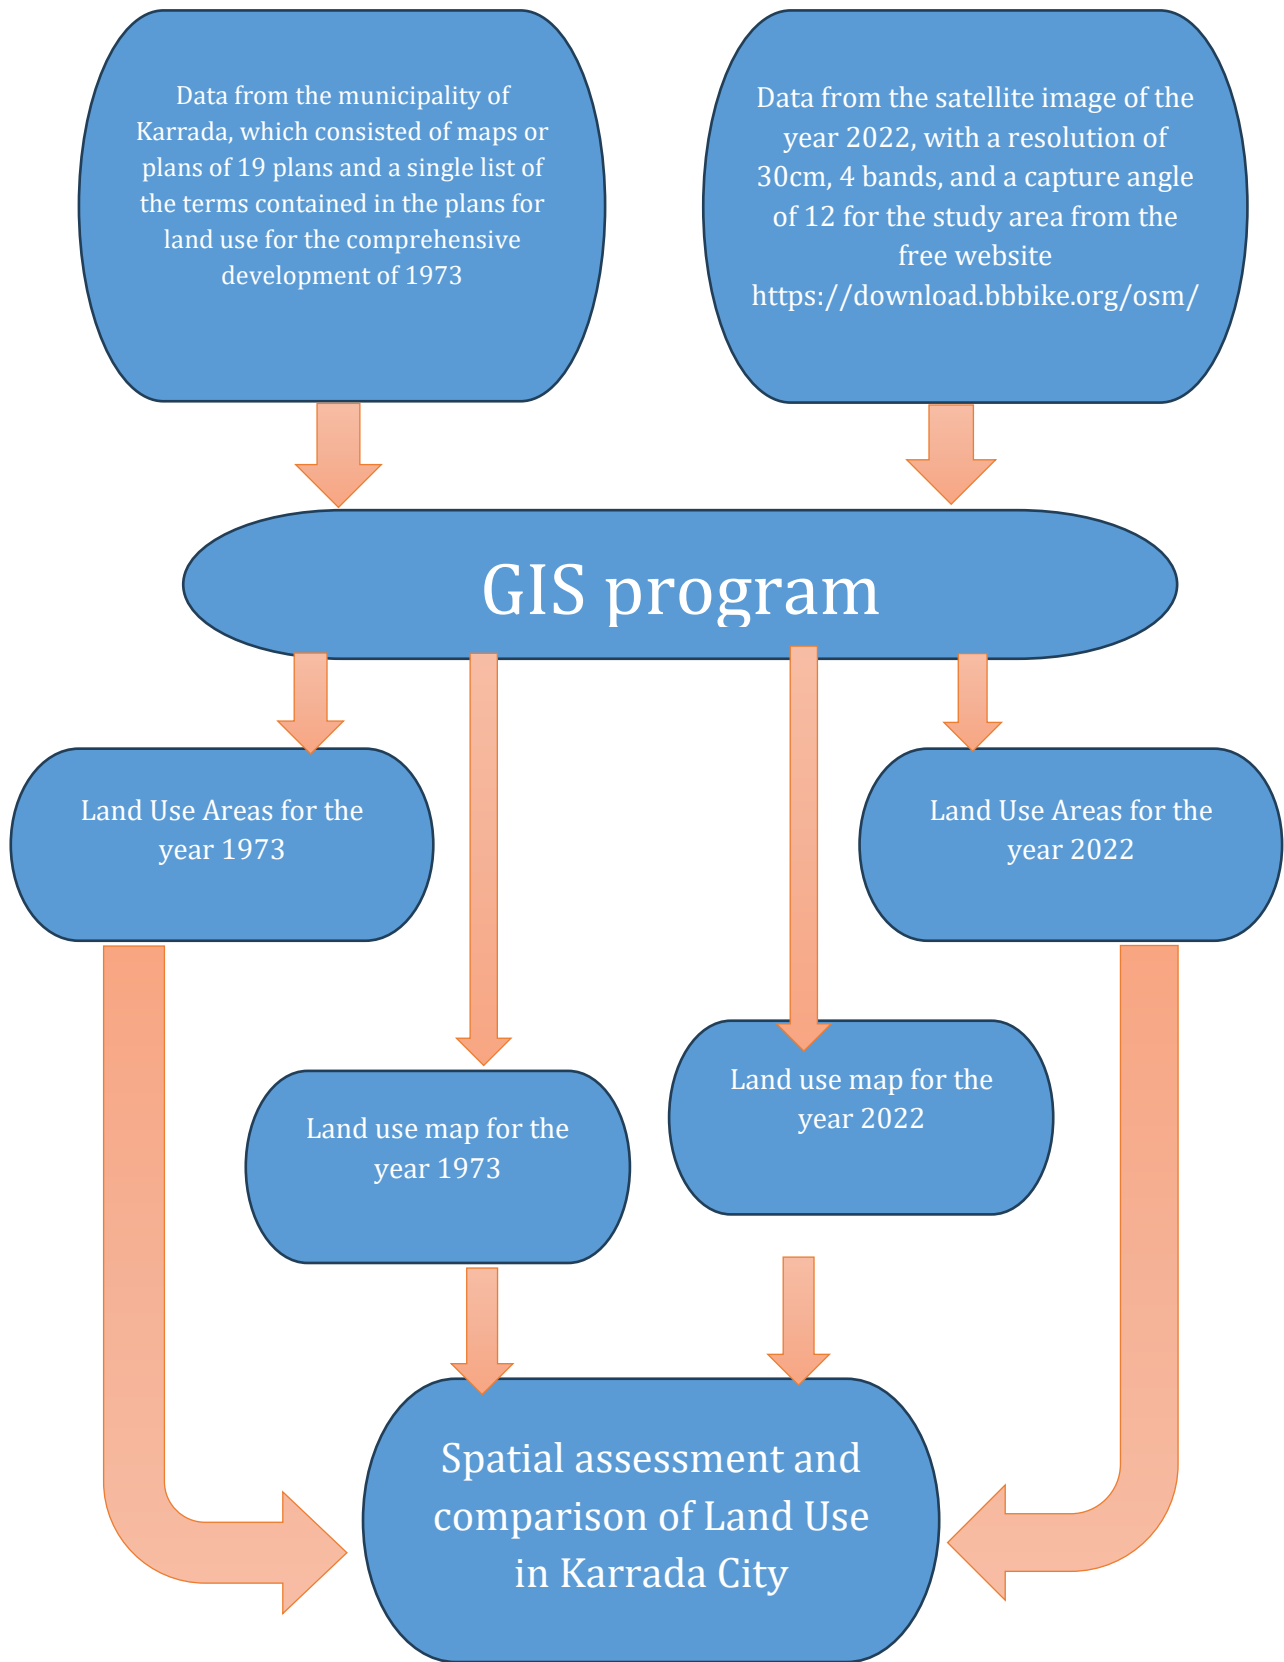 Data from the municipality of
Karrada, which consisted of maps or
plans of 19 plans and a single list of
the terms contained in the plans for
land use for the comprehensive
development of 1973
Data from the satellite image of the
year 2022, with a resolution of
30cm, 4 bands, and a capture angle
of 12 for the study area from the
free website
https://download.bbbike.org/osm/
GIS program
Land Use Areas for the
year 1973
Land Use Areas for the
year 2022
Land use map for the
year 1973
Land use map for the
year 2022
Spatial assessment and
comparison of Land Use
in Karrada City